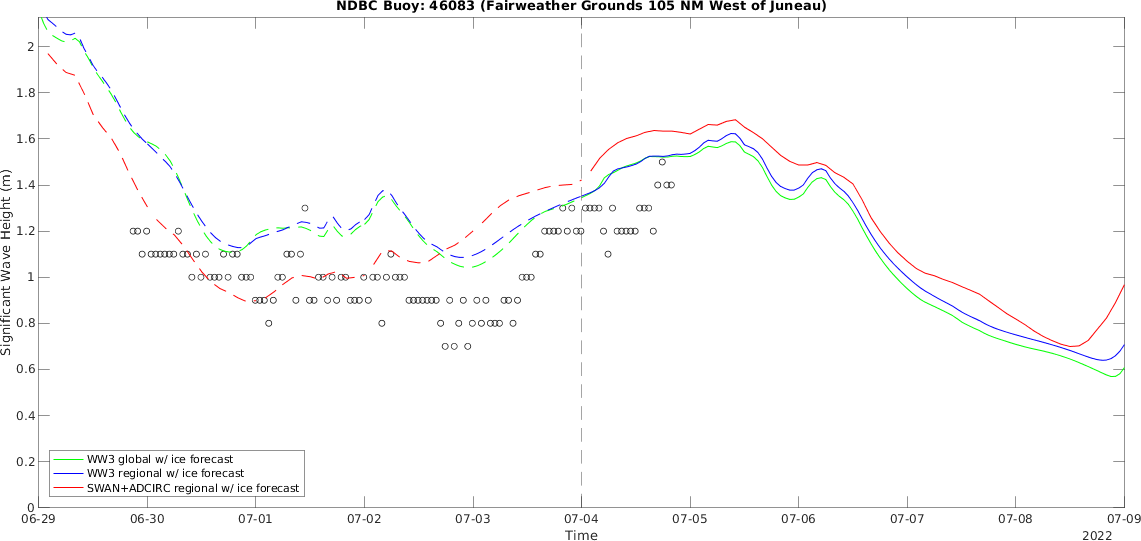 NDBC Buoy: 46083 (Fairweather Grounds 105 NM West of Juneau)
Significant Wave Height (m)
2
1.8
1.6
1.4
1.2
1
0.8
0.6
0.4
0.2
0
WW3 global w/ ice forecast
WW3 regional w/ ice forecast
SWAN+ADCIRC regional w/ ice forecast
06-29 06-30 07-01 07-02 07-03 07-04 07-05 07-06 07-07 07-08 07-09
Time
2022